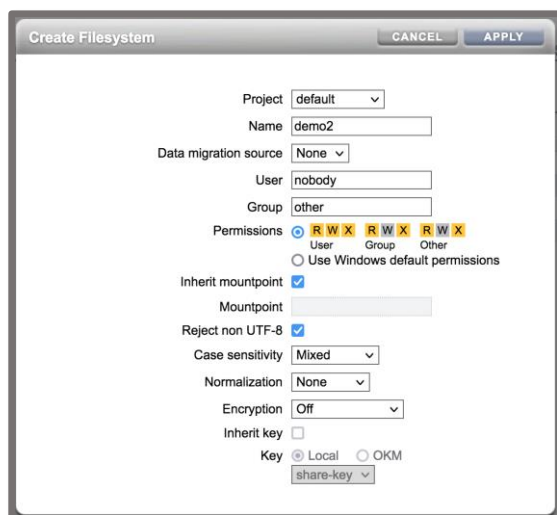 Create Filesystem CANCEL APPLY
Project default
Name demo2
Data migration source None
User nobody
Group other
Permissions R W X R W X R W X
User Group Other
Use Windows default permissions
Inherit mountpoint
Mountpoint
Reject non UTF-8
Case sensitivity Mixed
Normalization None
Encryption Off
Inherit key
Key Local OKM
share-key